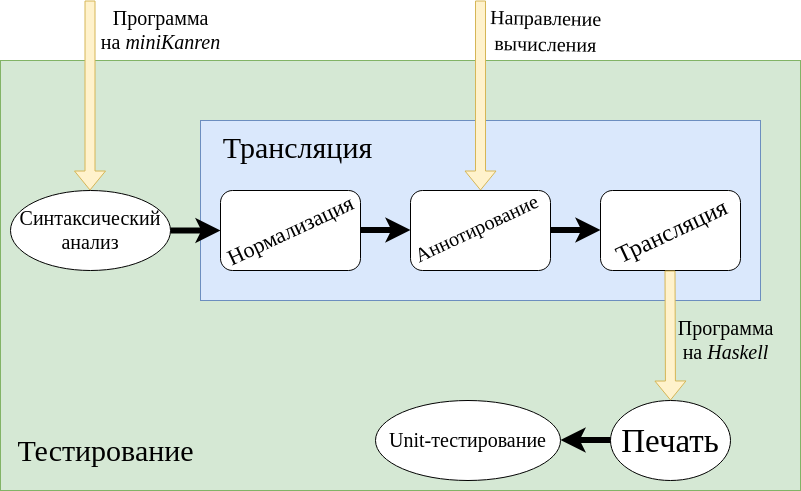 Программа
на miniKanren
Направление
вычисления
Трансляция
Синтаксический
анализ
Нормализация
Аннотирование
Трансляция
Программа
на Haskell
Unit-тестирование
Печать
Тестирование